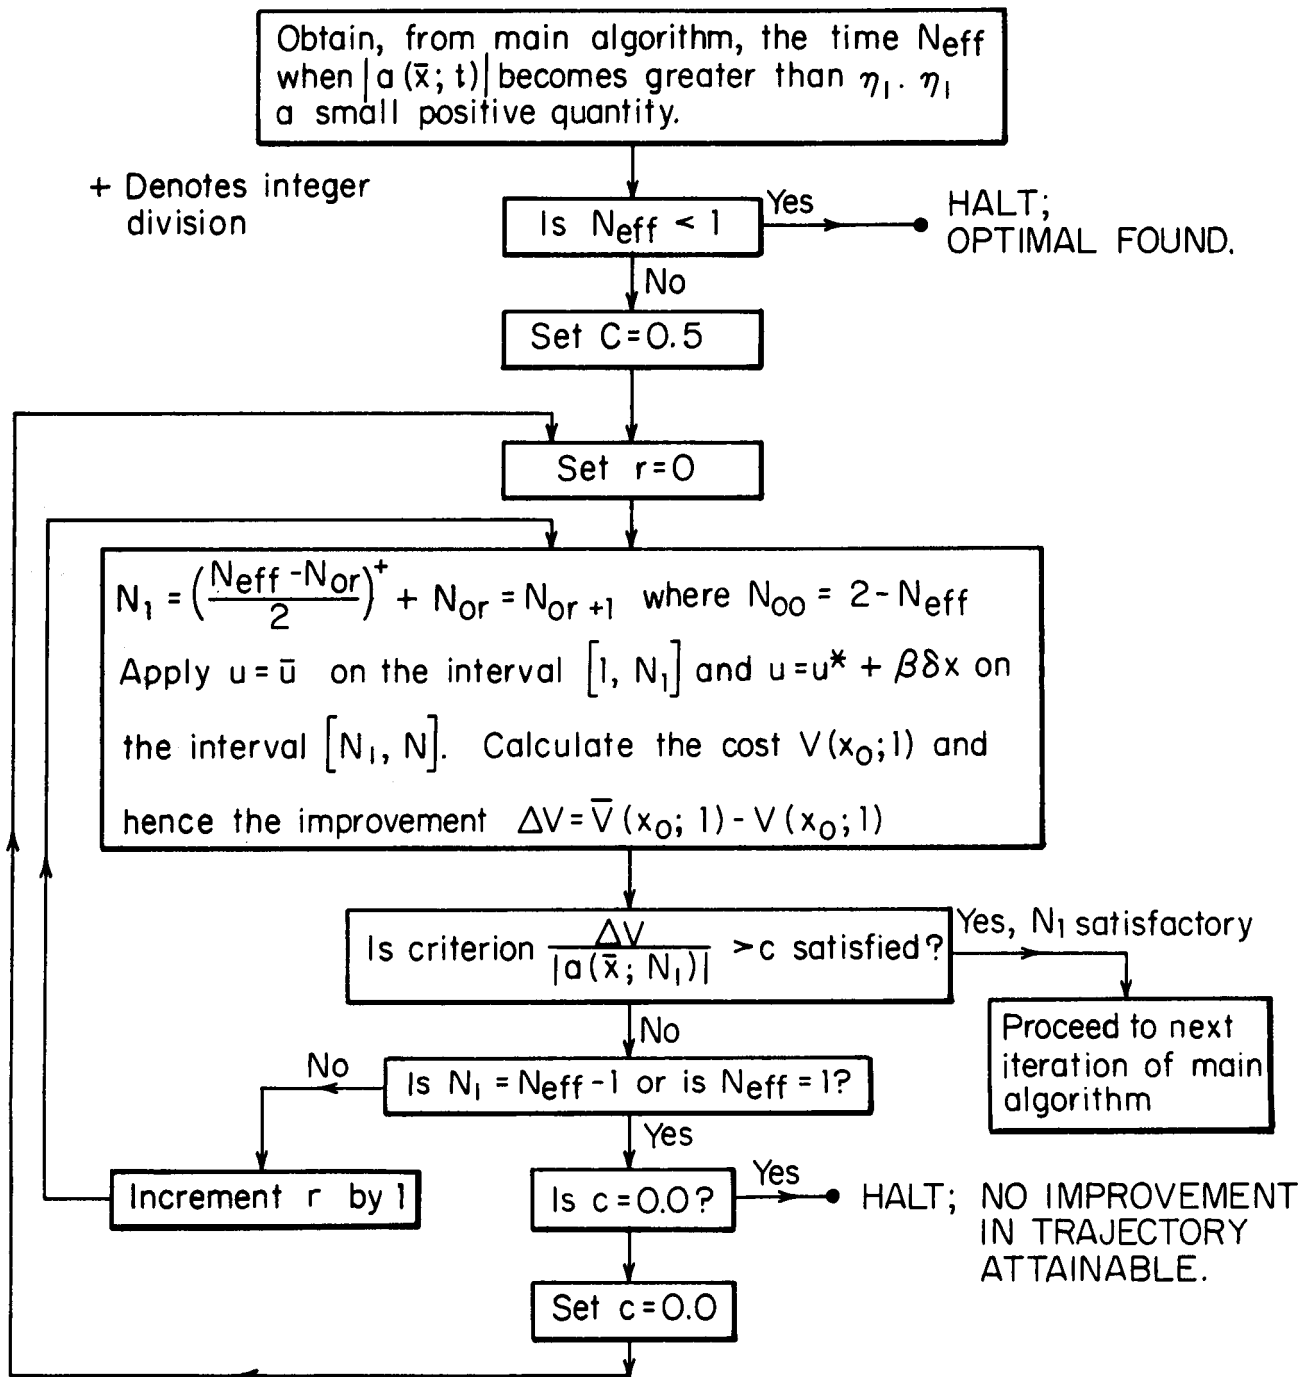 Obtain, from main algorithm, the time Neff
when |a(x̄; t)| becomes greater than η₁. η₁
a small positive quantity.
+ Denotes integer
division
Is Neff < 1
Yes
HALT;
OPTIMAL FOUND.
No
Set C=0.5
Set r=0
N₁ = ((Neff - Nor)/2)⁺ + Nor = Nor+1 where Noo = 2 - Neff
Apply u = ū on the interval [1, N₁] and u = u* + βδx on
the interval [N₁, N]. Calculate the cost V(x₀; 1) and
hence the improvement ΔV = V̄(x₀; 1) - V(x₀; 1)
Is criterion ΔV/|a(x̄; N₁)| > c satisfied?
Yes, N₁ satisfactory
No
Proceed to next
iteration of main
algorithm
No
Is N₁ = Neff - 1 or is Neff = 1?
Yes
Increment r by 1
Is c=0.0?
Yes
HALT; NO IMPROVEMENT
IN TRAJECTORY
ATTAINABLE.
Set c=0.0